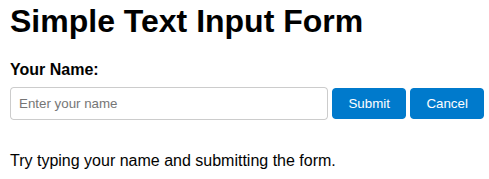 Simple Text Input Form
Your Name:
Enter your name Submit Cancel
Try typing your name and submitting the form.